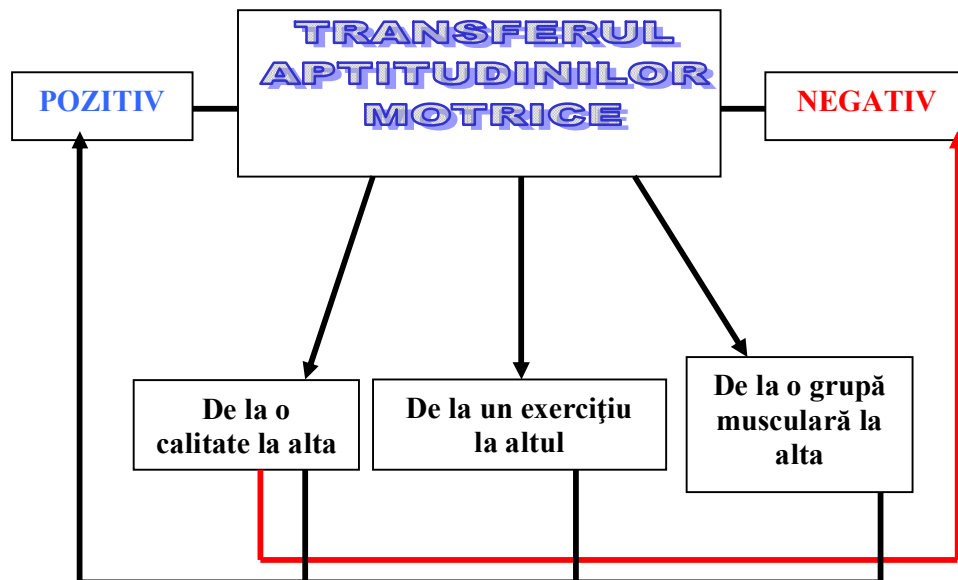 TRANSFERUL
APTITUDINILOR
MOTRICE
POZITIV
NEGATIV
De la o
calitate la alta
De la un exerciţiu
la altul
De la o grupă
musculară la
alta